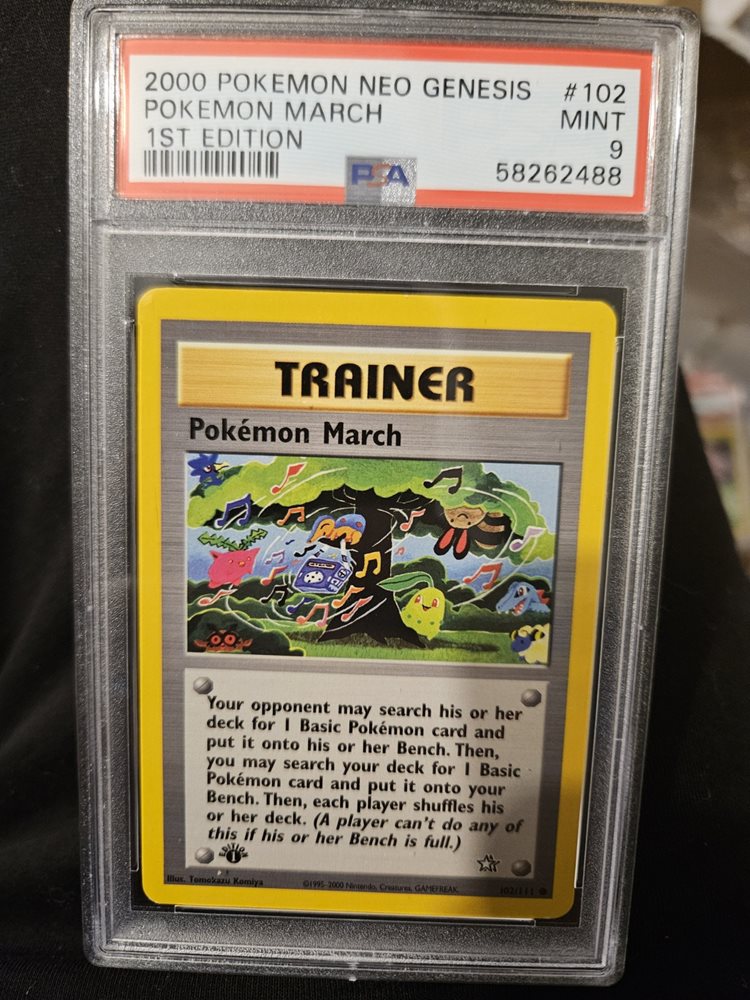 2000 POKEMON NEO GENESIS #102
POKEMON MARCH MINT
1ST EDITION 9
PSA 58262488
TRAINER
Pokémon March
Your opponent may search his or her
deck for 1 Basic Pokémon card and
put it onto his or her Bench. Then,
you may search your deck for 1 Basic
Pokémon card and put it onto your
Bench. Then, each player shuffles his
or her deck. (A player can't do any of
this if his or her Bench is full.)
EDITION
1
Illus. Tomokazu Komiya ©1995-2000 Nintendo, Creatures, GAMEFREAK. 102/111